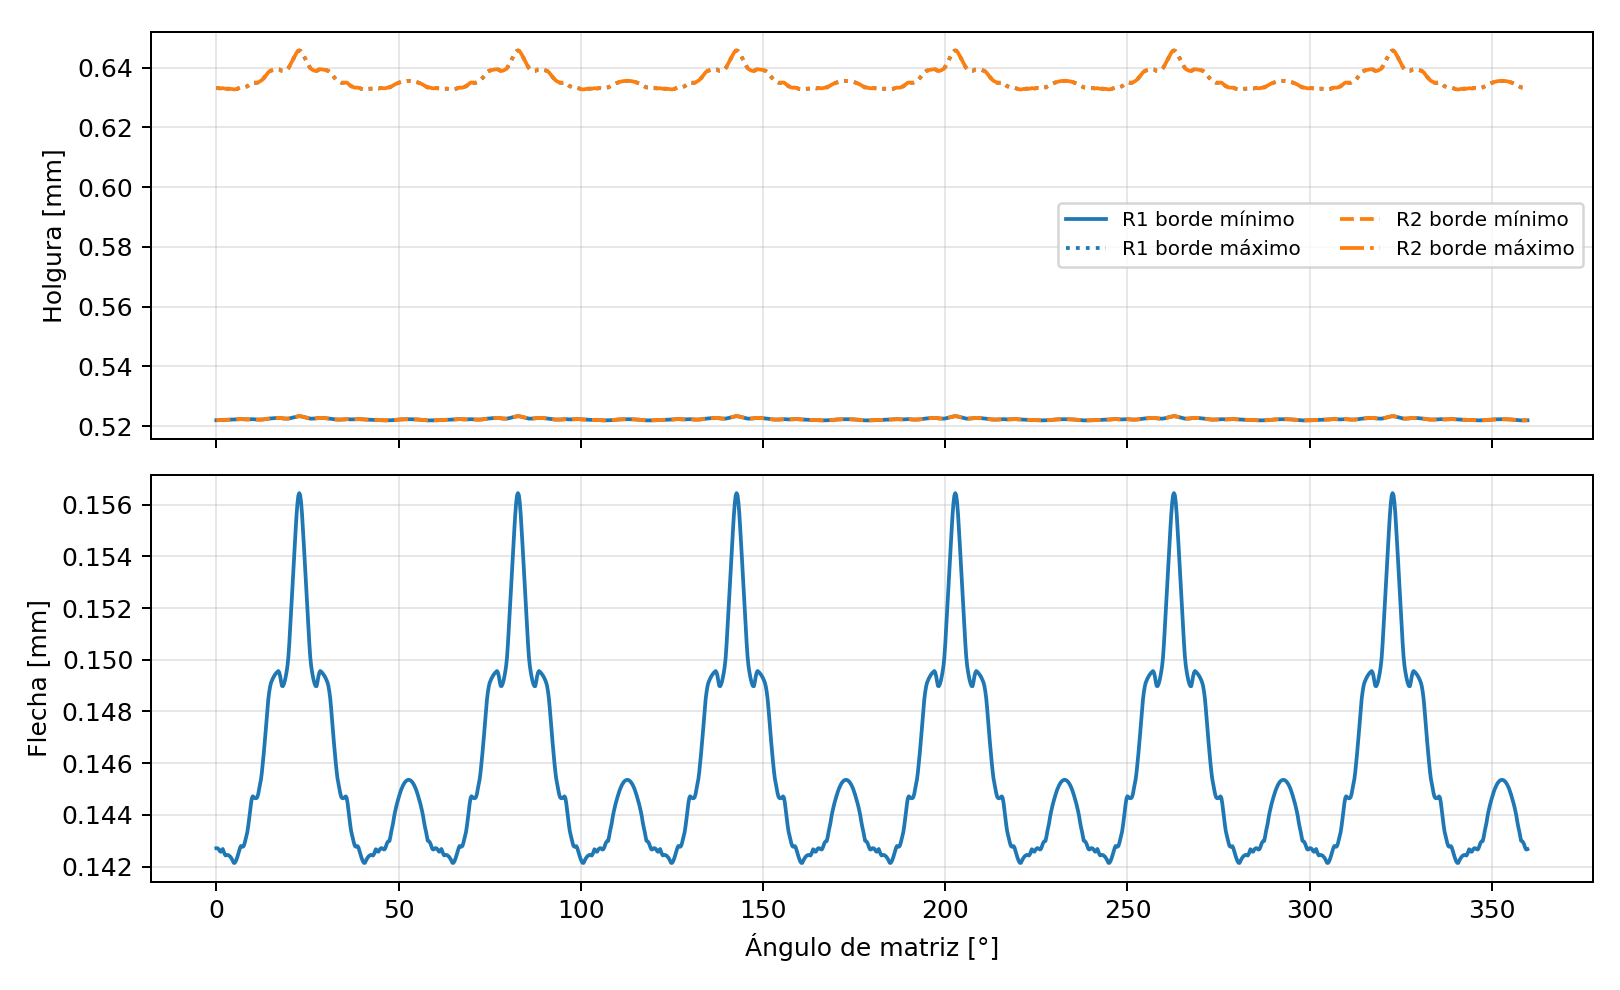 0.64
0.62
0.60
0.58
0.56
0.54
0.52
Holgura [mm]
R1 borde mínimo
R1 borde máximo
R2 borde mínimo
R2 borde máximo
0.156
0.154
0.152
0.150
0.148
0.146
0.144
0.142
Flecha [mm]
0 50 100 150 200 250 300 350
Ángulo de matriz [°]